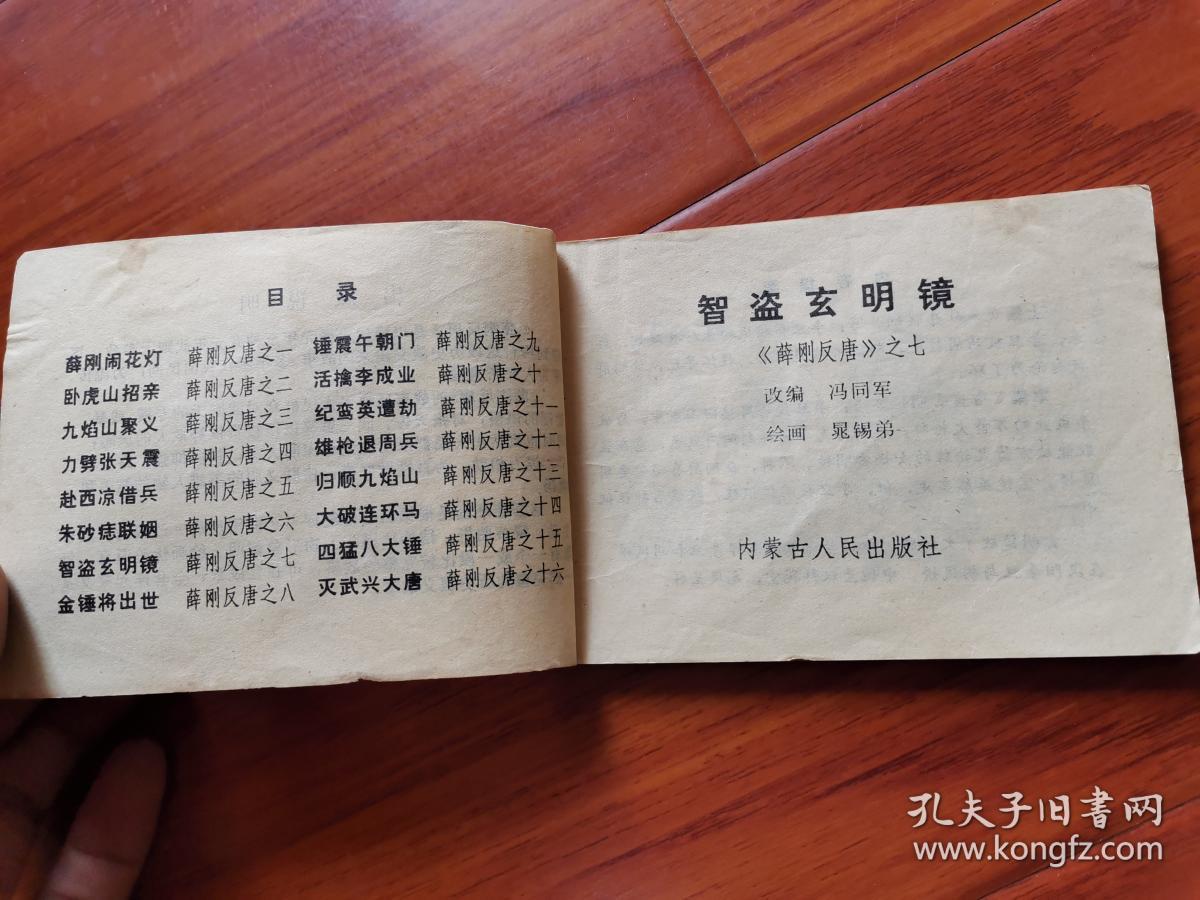 目 录
薛刚闹花灯 薛刚反唐之一
卧虎山招亲 薛刚反唐之二
九焰山聚义 薛刚反唐之三
力劈张天震 薛刚反唐之四
赴西凉借兵 薛刚反唐之五
朱砂痣联姻 薛刚反唐之六
智盗玄明镜 薛刚反唐之七
金锤将出世 薛刚反唐之八
锤震午朝门 薛刚反唐之九
活擒李成业 薛刚反唐之十
纪鸾英遭劫 薛刚反唐之十一
雄枪退周兵 薛刚反唐之十二
归顺九焰山 薛刚反唐之十三
大破连环马 薛刚反唐之十四
四猛八大锤 薛刚反唐之十五
灭武兴大唐 薛刚反唐之十六
智盗玄明镜
《薛刚反唐》之七
改编 冯同军
绘画 晁锡弟
内蒙古人民出版社
孔夫子旧书网
www.kongfz.com